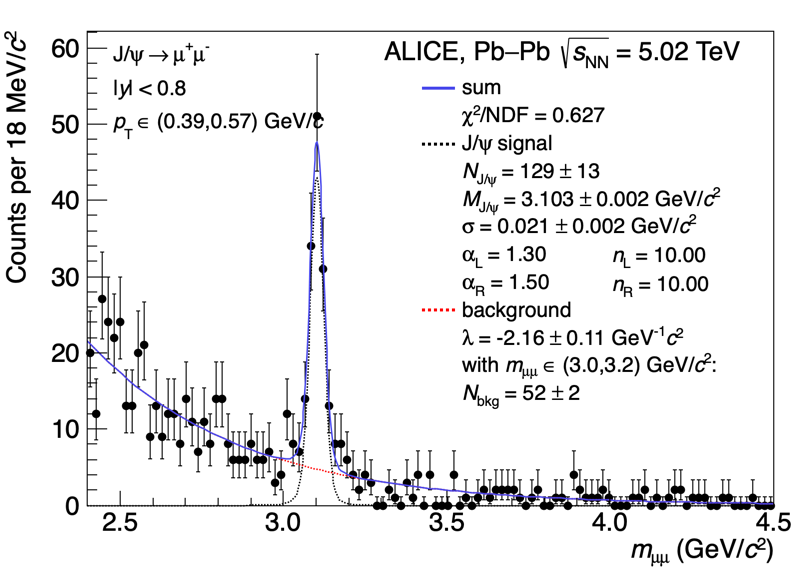 J/ψ → μ⁺μ⁻
|y| < 0.8
p_T ∈ (0.39,0.57) GeV/c
ALICE, Pb–Pb √s_NN = 5.02 TeV
sum
χ²/NDF = 0.627
J/ψ signal
N_J/ψ = 129 ± 13
M_J/ψ = 3.103 ± 0.002 GeV/c²
σ = 0.021 ± 0.002 GeV/c²
α_L = 1.30 n_L = 10.00
α_R = 1.50 n_R = 10.00
background
λ = -2.16 ± 0.11 GeV⁻¹c²
with m_μμ ∈ (3.0,3.2) GeV/c²:
N_bkg = 52 ± 2
Counts per 18 MeV/c²
60
50
40
30
20
10
0
2.5 3.0 3.5 4.0 4.5
m_μμ (GeV/c²)